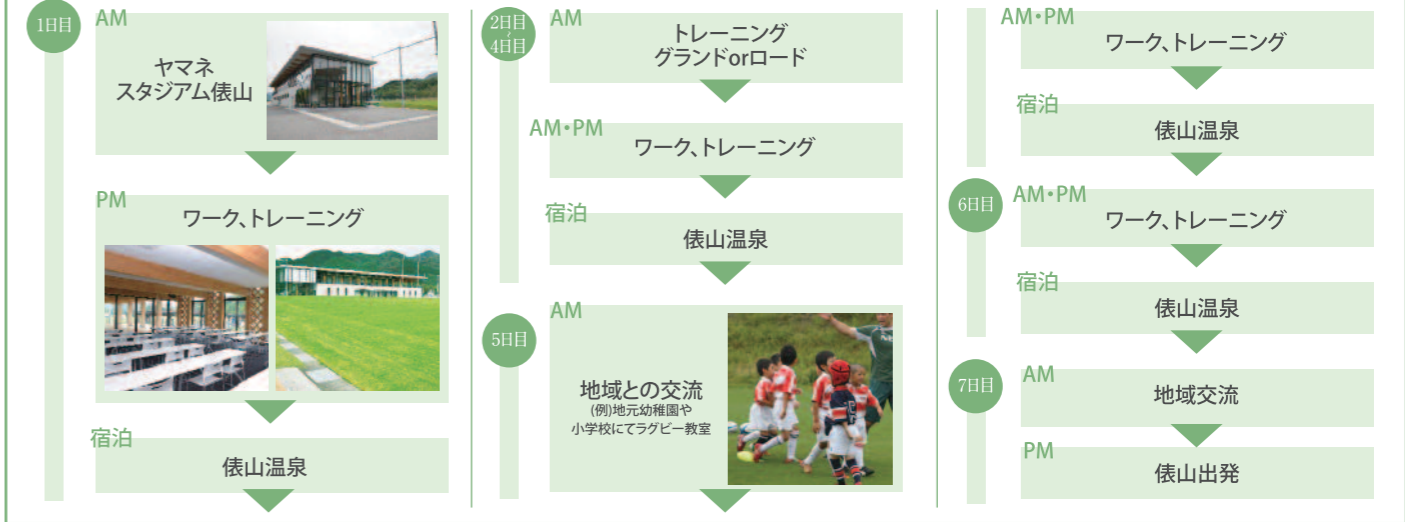 1日目
AM
ヤマネ
スタジアム俵山
PM
ワーク、トレーニング
宿泊
俵山温泉
2日目
〜
4日目
AM
トレーニング
グランドorロード
AM・PM
ワーク、トレーニング
宿泊
俵山温泉
5日目
AM
地域との交流
(例)地元幼稚園や
小学校にてラグビー教室
AM・PM
ワーク、トレーニング
宿泊
俵山温泉
6日目
AM・PM
ワーク、トレーニング
宿泊
俵山温泉
7日目
AM
地域交流
PM
俵山出発